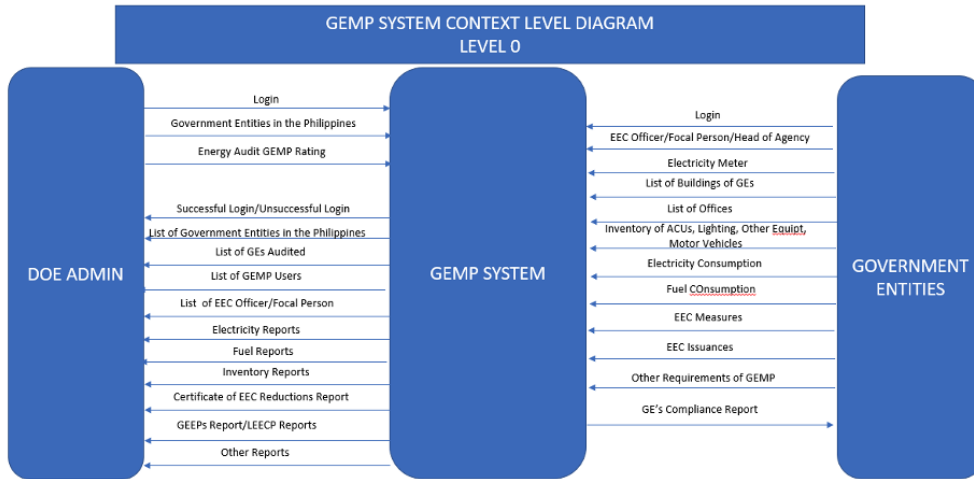 GEMP SYSTEM CONTEXT LEVEL DIAGRAM
LEVEL 0
DOE ADMIN
Login
Government Entities in the Philippines
Energy Audit GEMP Rating
Successful Login/Unsuccessful Login
List of Government Entities in the Philippines
List of GEs Audited
List of GEMP Users
List of EEC Officer/Focal Person
Electricity Reports
Fuel Reports
Inventory Reports
Certificate of EEC Reductions Report
GEEPs Report/LEECP Reports
Other Reports
GEMP SYSTEM
Login
EEC Officer/Focal Person/Head of Agency
Electricity Meter
List of Buildings of GEs
List of Offices
Inventory of ACUs, Lighting, Other Equipt,
Motor Vehicles
Electricity Consumption
Fuel COnsumption
EEC Measures
EEC Issuances
Other Requirements of GEMP
GE's Compliance Report
GOVERNMENT
ENTITIES